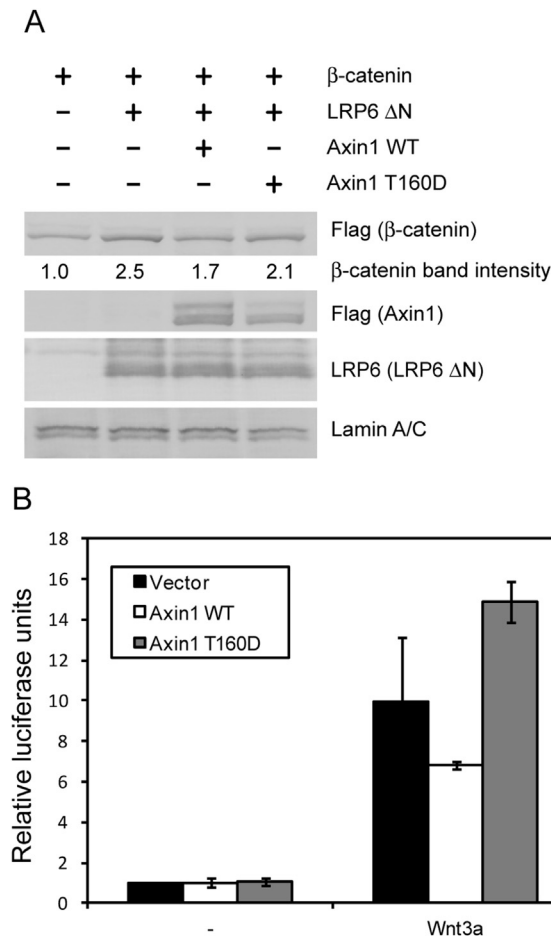 A
+ + + + β-catenin
– + + + LRP6 ΔN
– – + – Axin1 WT
– – – + Axin1 T160D
Flag (β-catenin)
1.0 2.5 1.7 2.1 β-catenin band intensity
Flag (Axin1)
LRP6 (LRP6 ΔN)
Lamin A/C
B
Relative luciferase units
18
16
14
12
10
8
6
4
2
0
Vector
Axin1 WT
Axin1 T160D
- Wnt3a